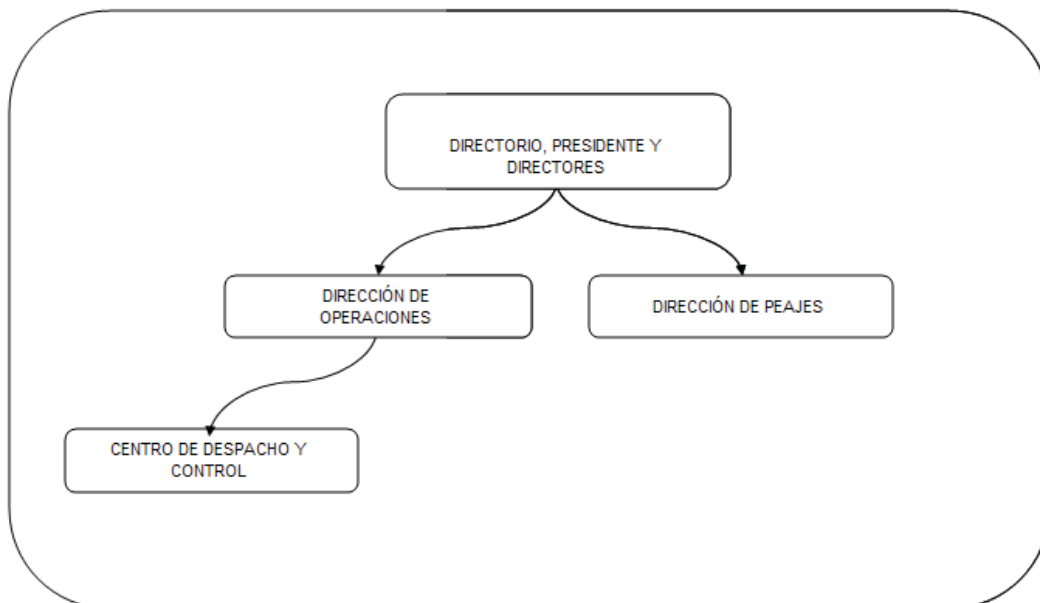 DIRECTORIO, PRESIDENTE Y
DIRECTORES
DIRECCIÓN DE
OPERACIONES
DIRECCIÓN DE PEAJES
CENTRO DE DESPACHO Y
CONTROL